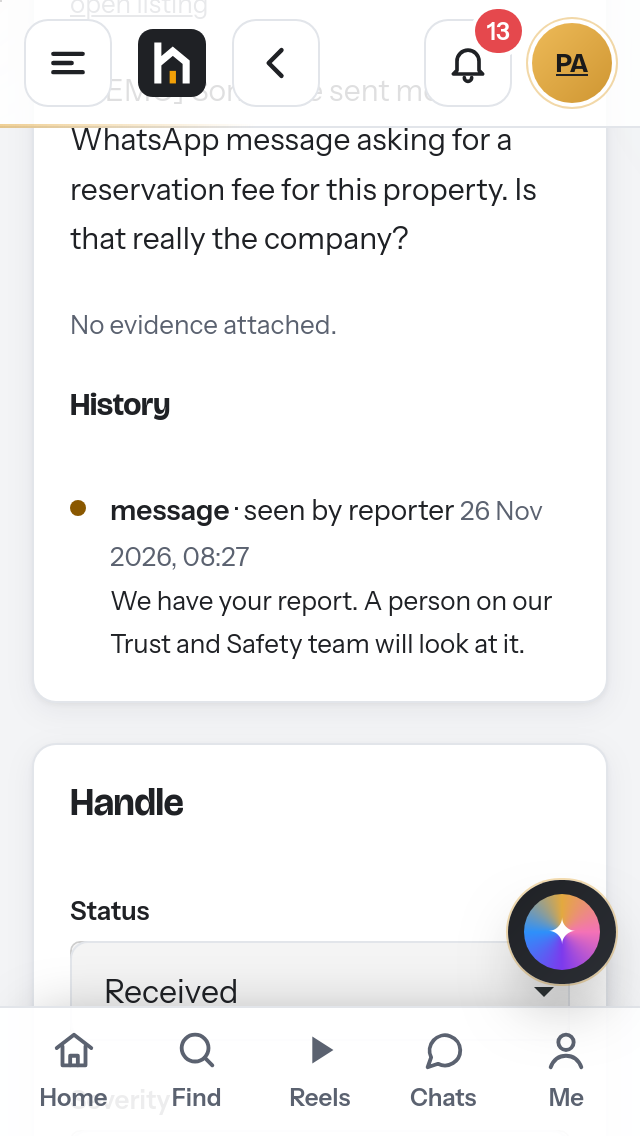 open listing
13
PA
WhatsApp message asking for a
reservation fee for this property. Is
that really the company?
No evidence attached.
History
message · seen by reporter 26 Nov
2026, 08:27
We have your report. A person on our
Trust and Safety team will look at it.
Handle
Status
Received
Home
Find
Reels
Chats
Me